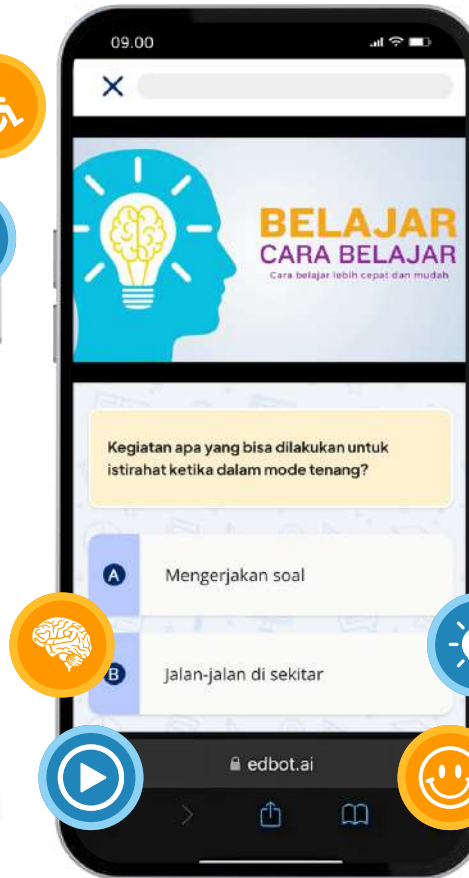 09.00
BELAJAR
CARA BELAJAR
Cara belajar lebih cepat dan mudah
Kegiatan apa yang bisa dilakukan untuk
istirahat ketika dalam mode tenang?
A Mengerjakan soal
B Jalan-jalan di sekitar
edbot.ai